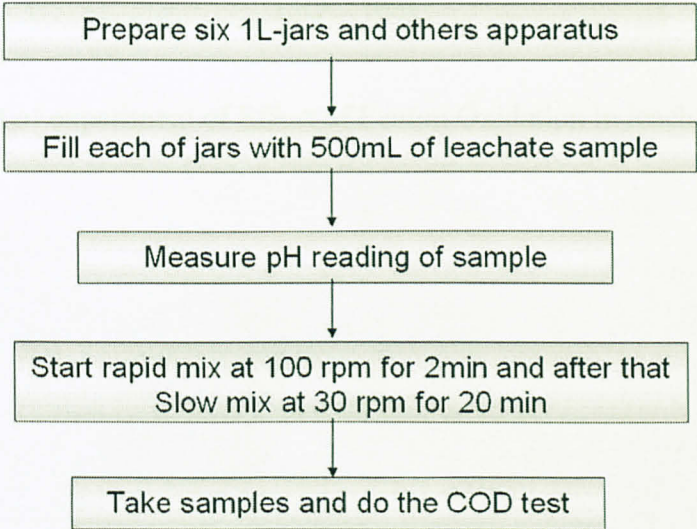 Prepare six 1L-jars and others apparatus
Fill each of jars with 500mL of leachate sample
Measure pH reading of sample
Start rapid mix at 100 rpm for 2min and after that
Slow mix at 30 rpm for 20 min
Take samples and do the COD test